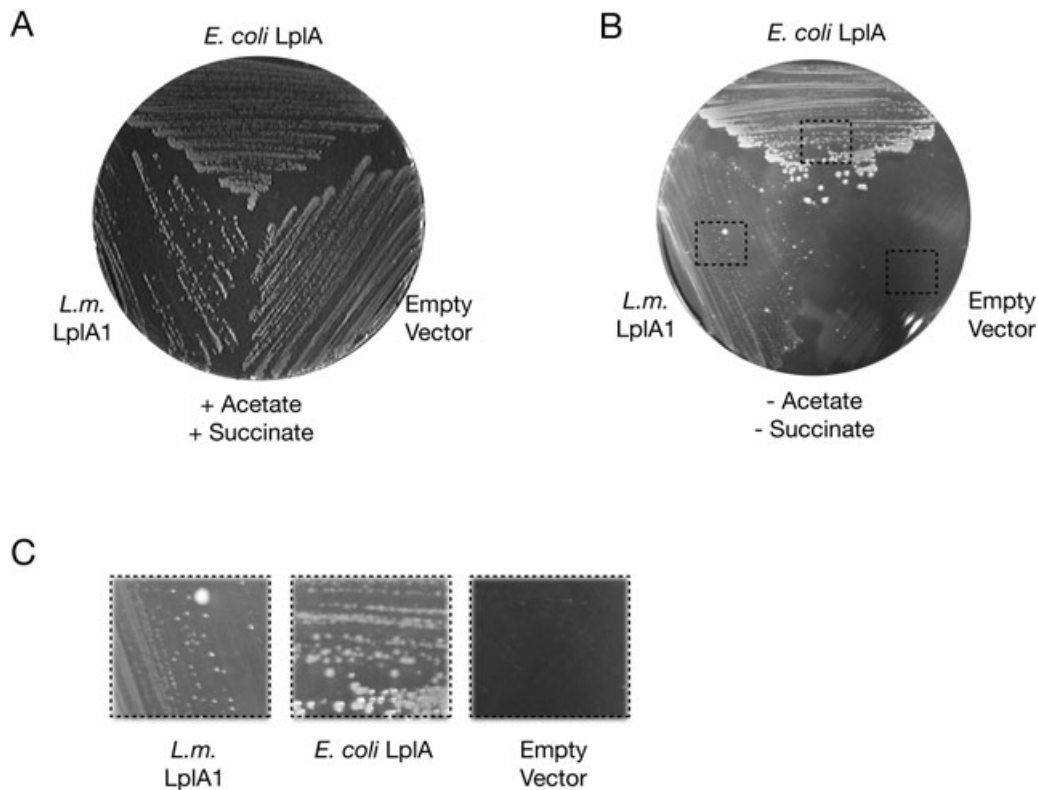 A
E. coli LplA
L.m.
LplA1
Empty
Vector
+ Acetate
+ Succinate
B
E. coli LplA
L.m.
LplA1
Empty
Vector
- Acetate
- Succinate
C
L.m.
LplA1
E. coli LplA
Empty
Vector